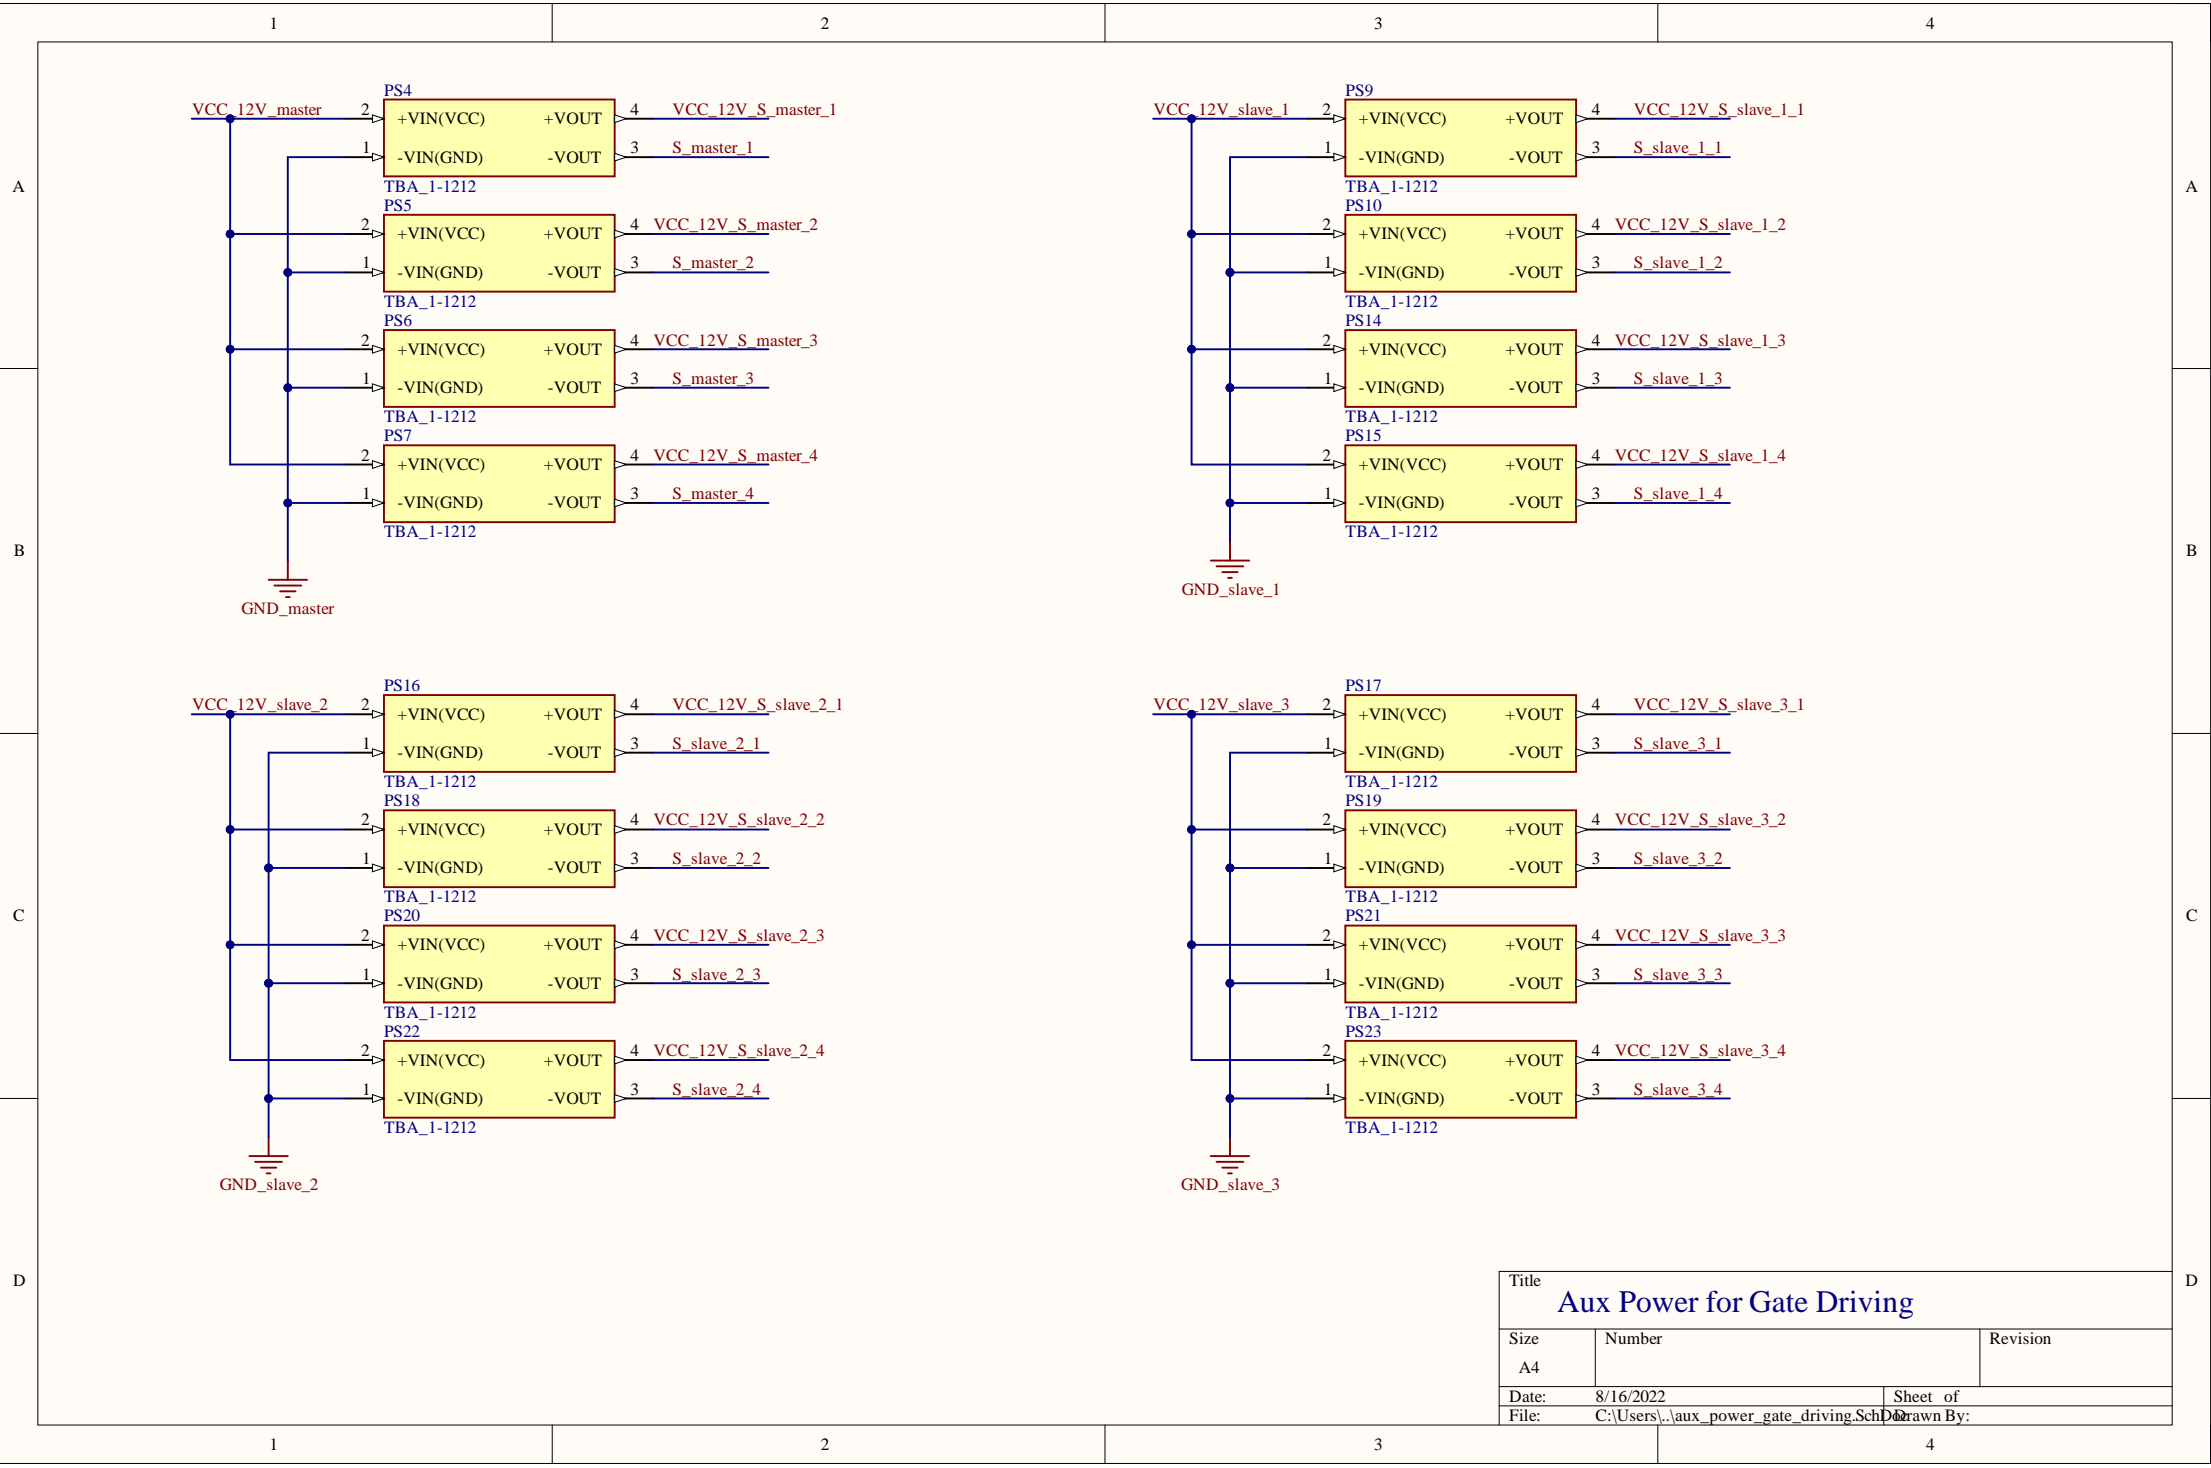 1 2 3 4
A A
B B
C C
D D
PS4
VCC_12V_master 2 +VIN(VCC) +VOUT 4 VCC_12V_S_master_1
1 -VIN(GND) -VOUT 3 S_master_1
TBA_1-1212
PS5
2 +VIN(VCC) +VOUT 4 VCC_12V_S_master_2
1 -VIN(GND) -VOUT 3 S_master_2
TBA_1-1212
PS6
2 +VIN(VCC) +VOUT 4 VCC_12V_S_master_3
1 -VIN(GND) -VOUT 3 S_master_3
TBA_1-1212
PS7
2 +VIN(VCC) +VOUT 4 VCC_12V_S_master_4
1 -VIN(GND) -VOUT 3 S_master_4
TBA_1-1212
GND_master
PS9
VCC_12V_slave_1 2 +VIN(VCC) +VOUT 4 VCC_12V_S_slave_1_1
1 -VIN(GND) -VOUT 3 S_slave_1_1
TBA_1-1212
PS10
2 +VIN(VCC) +VOUT 4 VCC_12V_S_slave_1_2
1 -VIN(GND) -VOUT 3 S_slave_1_2
TBA_1-1212
PS14
2 +VIN(VCC) +VOUT 4 VCC_12V_S_slave_1_3
1 -VIN(GND) -VOUT 3 S_slave_1_3
TBA_1-1212
PS15
2 +VIN(VCC) +VOUT 4 VCC_12V_S_slave_1_4
1 -VIN(GND) -VOUT 3 S_slave_1_4
TBA_1-1212
GND_slave_1
PS16
VCC_12V_slave_2 2 +VIN(VCC) +VOUT 4 VCC_12V_S_slave_2_1
1 -VIN(GND) -VOUT 3 S_slave_2_1
TBA_1-1212
PS18
2 +VIN(VCC) +VOUT 4 VCC_12V_S_slave_2_2
1 -VIN(GND) -VOUT 3 S_slave_2_2
TBA_1-1212
PS20
2 +VIN(VCC) +VOUT 4 VCC_12V_S_slave_2_3
1 -VIN(GND) -VOUT 3 S_slave_2_3
TBA_1-1212
PS22
2 +VIN(VCC) +VOUT 4 VCC_12V_S_slave_2_4
1 -VIN(GND) -VOUT 3 S_slave_2_4
TBA_1-1212
GND_slave_2
PS17
VCC_12V_slave_3 2 +VIN(VCC) +VOUT 4 VCC_12V_S_slave_3_1
1 -VIN(GND) -VOUT 3 S_slave_3_1
TBA_1-1212
PS19
2 +VIN(VCC) +VOUT 4 VCC_12V_S_slave_3_2
1 -VIN(GND) -VOUT 3 S_slave_3_2
TBA_1-1212
PS21
2 +VIN(VCC) +VOUT 4 VCC_12V_S_slave_3_3
1 -VIN(GND) -VOUT 3 S_slave_3_3
TBA_1-1212
PS23
2 +VIN(VCC) +VOUT 4 VCC_12V_S_slave_3_4
1 -VIN(GND) -VOUT 3 S_slave_3_4
TBA_1-1212
GND_slave_3
Title
Aux Power for Gate Driving
Size Number Revision
A4
Date: 8/16/2022 Sheet of
File: C:\Users\..\aux_power_gate_driving.SchDoc Drawn By:
1 2 3 4